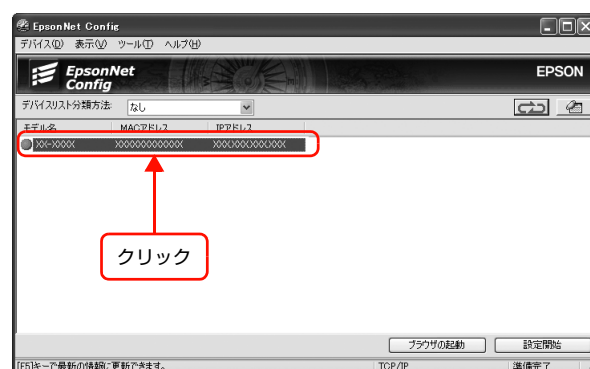 EpsonNet Config
デバイス(D) 表示(V) ツール(T) ヘルプ(H)
EpsonNet Config
EPSON
デバイスリスト分類方法: なし
モデル名 MACアドレス IPアドレス
XX-XXXX XXXXXXXXXXXX XXX.XXX.XXX.XXX
クリック
ブラウザの起動 設定開始
[F5]キーで最新の情報に更新できます。 TCP/IP 準備完了